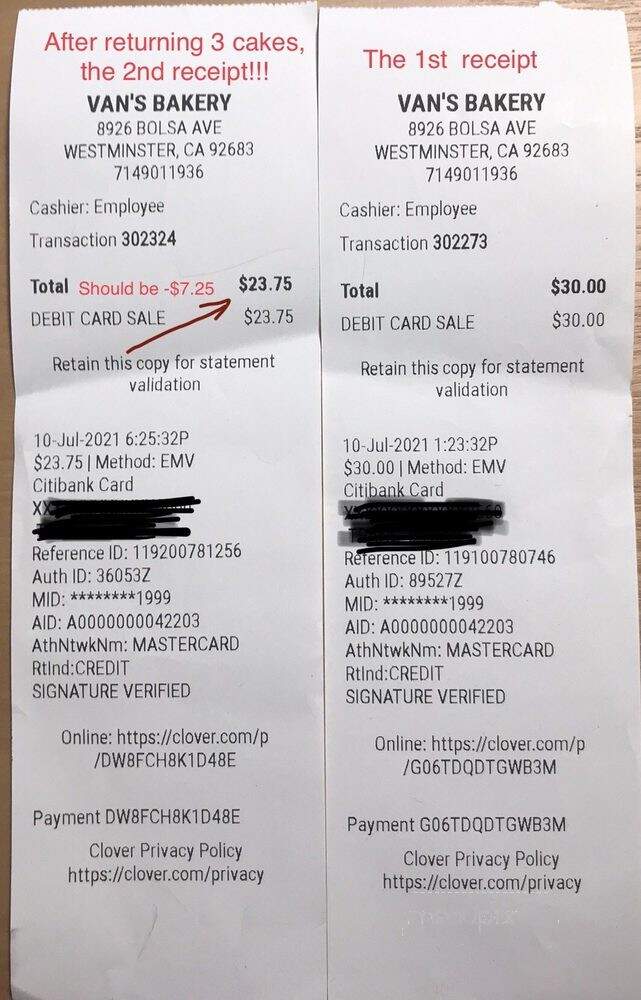 After returning 3 cakes,
the 2nd receipt!!!
VAN'S BAKERY
8926 BOLSA AVE
WESTMINSTER, CA 92683
7149011936
Cashier: Employee
Transaction 302324
Total Should be -$7.25 $23.75
DEBIT CARD SALE $23.75
Retain this copy for statement
validation
10-Jul-2021 6:25:32P
$23.75 | Method: EMV
Citibank Card
XX
Reference ID: 119200781256
Auth ID: 36053Z
MID: ********1999
AID: A0000000042203
AthNtwkNm: MASTERCARD
RtInd:CREDIT
SIGNATURE VERIFIED
Online: https://clover.com/p
/DW8FCH8K1D48E
Payment DW8FCH8K1D48E
Clover Privacy Policy
https://clover.com/privacy
The 1st receipt
VAN'S BAKERY
8926 BOLSA AVE
WESTMINSTER, CA 92683
7149011936
Cashier: Employee
Transaction 302273
Total $30.00
DEBIT CARD SALE $30.00
Retain this copy for statement
validation
10-Jul-2021 1:23:32P
$30.00 | Method: EMV
Citibank Card
Reference ID: 119100780746
Auth ID: 89527Z
MID: ********1999
AID: A0000000042203
AthNtwkNm: MASTERCARD
RtInd:CREDIT
SIGNATURE VERIFIED
Online: https://clover.com/p
/G06TDQDTGWB3M
Payment G06TDQDTGWB3M
Clover Privacy Policy
https://clover.com/privacy